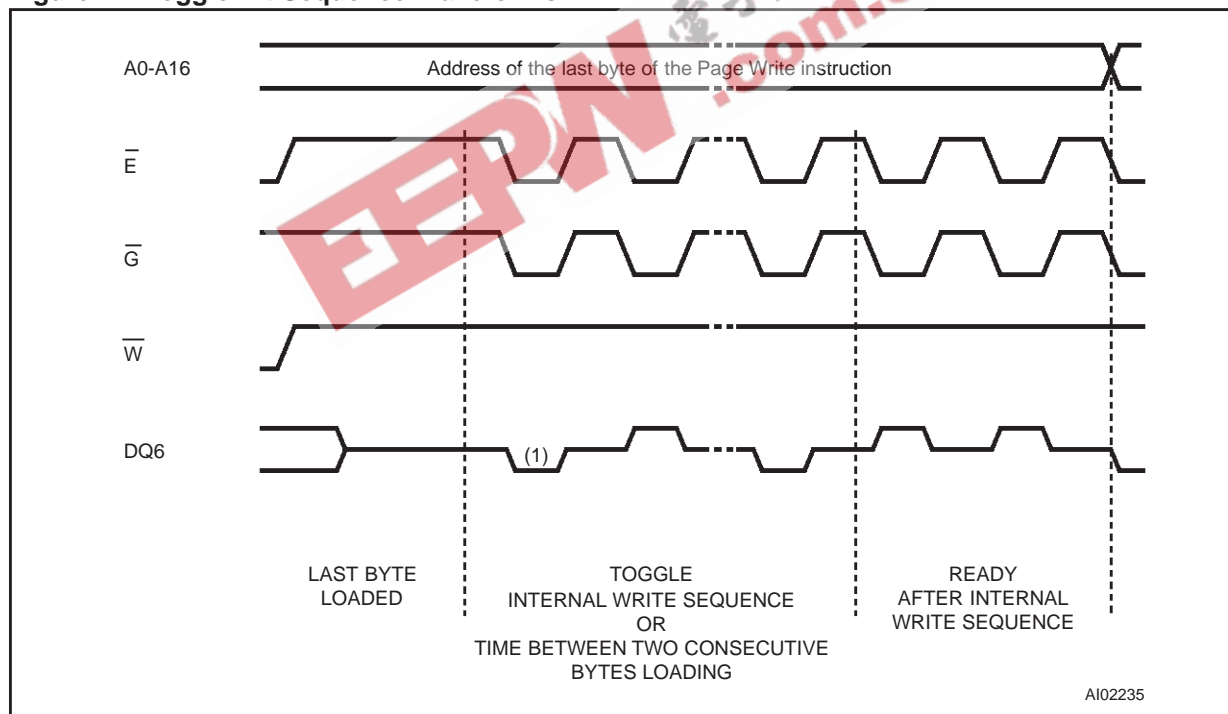 A0-A16
Address of the last byte of the Page Write instruction
E
G
W
DQ6
(1)
LAST BYTE
LOADED
TOGGLE
INTERNAL WRITE SEQUENCE
OR
TIME BETWEEN TWO CONSECUTIVE
BYTES LOADING
READY
AFTER INTERNAL
WRITE SEQUENCE
EEPW
.com.c
AI02235